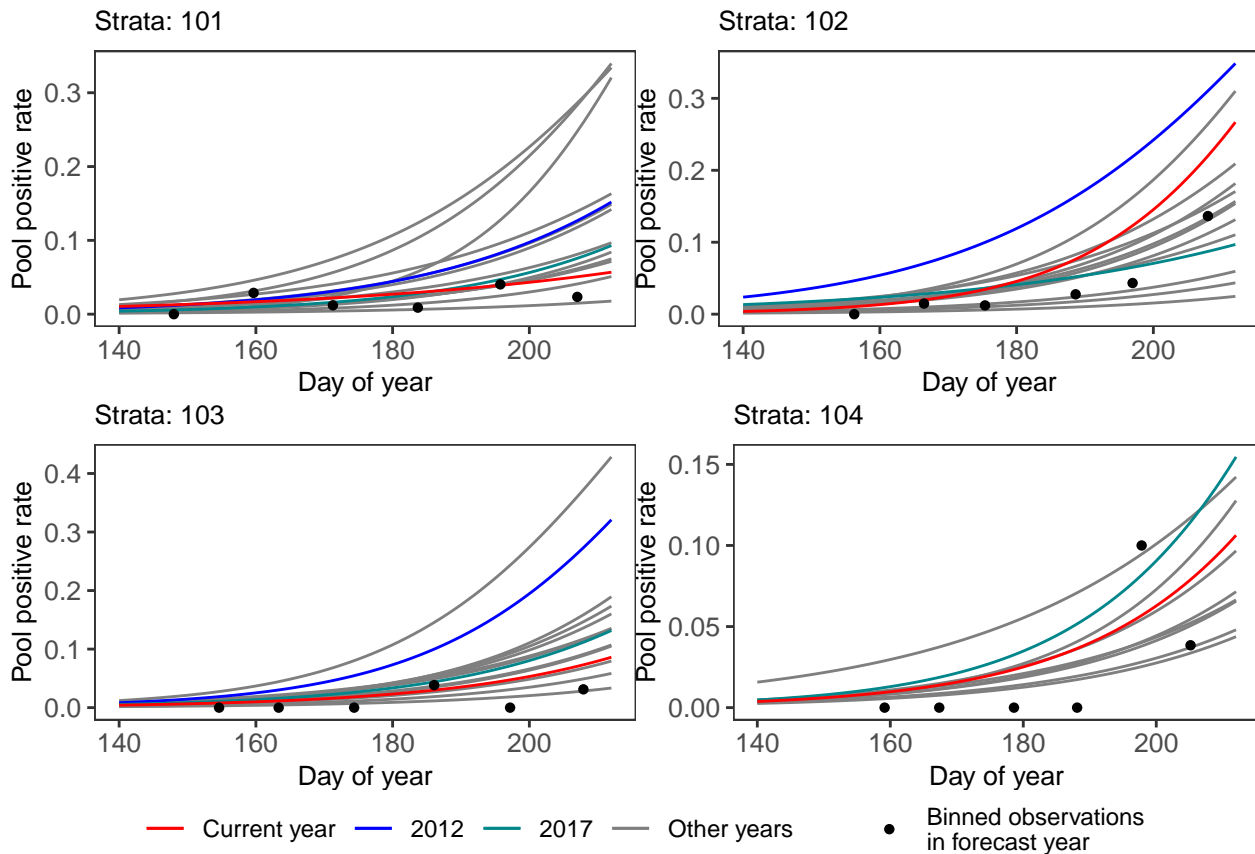 Strata: 101
Pool positive rate
0.3
0.2
0.1
0.0
140 160 180 200
Day of year
Strata: 102
Pool positive rate
0.3
0.2
0.1
0.0
140 160 180 200
Day of year
Strata: 103
Pool positive rate
0.4
0.3
0.2
0.1
0.0
140 160 180 200
Day of year
Strata: 104
Pool positive rate
0.15
0.10
0.05
0.00
140 160 180 200
Day of year
Current year 2012 2017 Other years Binned observations
in forecast year